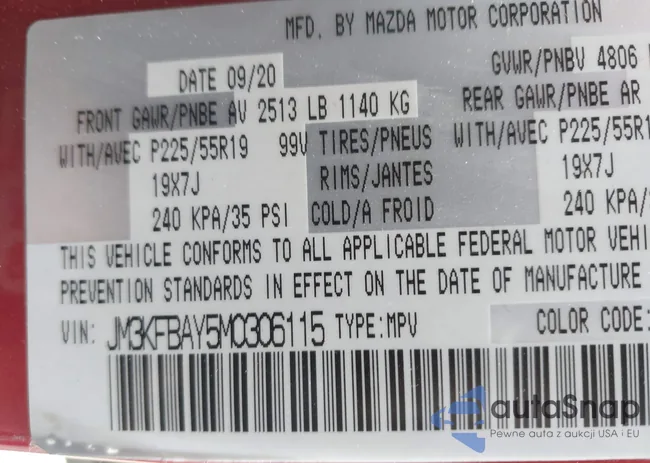 MFD. BY MAZDA MOTOR CORPORATION
DATE 09/20
GVWR/PNBV 4806
FRONT GAWR/PNBE AV 2513 LB 1140 KG
REAR GAWR/PNBE AR
WITH/AVEC P225/55R19 99V TIRES/PNEUS WITH/AVEC P225/55R1
19X7J RIMS/JANTES 19X7J
240 KPA/35 PSI COLD/A FROID 240 KPA/
THIS VEHICLE CONFORMS TO ALL APPLICABLE FEDERAL MOTOR VEHI
PREVENTION STANDARDS IN EFFECT ON THE DATE OF MANUFACTURE
VIN: JM3KFBAY5M0306115 TYPE:MPV COLOR CODE:
autaSnap
Pewne auta z aukcji USA i EU